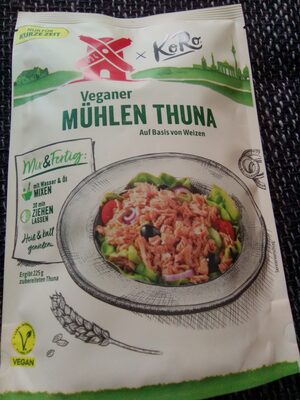 NUR FÜR
KURZE ZEIT
× KoRo
Veganer
MÜHLEN THUNA
Auf Basis von Weizen
Mix & Fertig:
mit Wasser & Öl
MIXEN
30 min
ZIEHEN
LASSEN
Heiß & kalt
genießen
Ergibt 225 g
zubereiteten Thuna
VEGAN